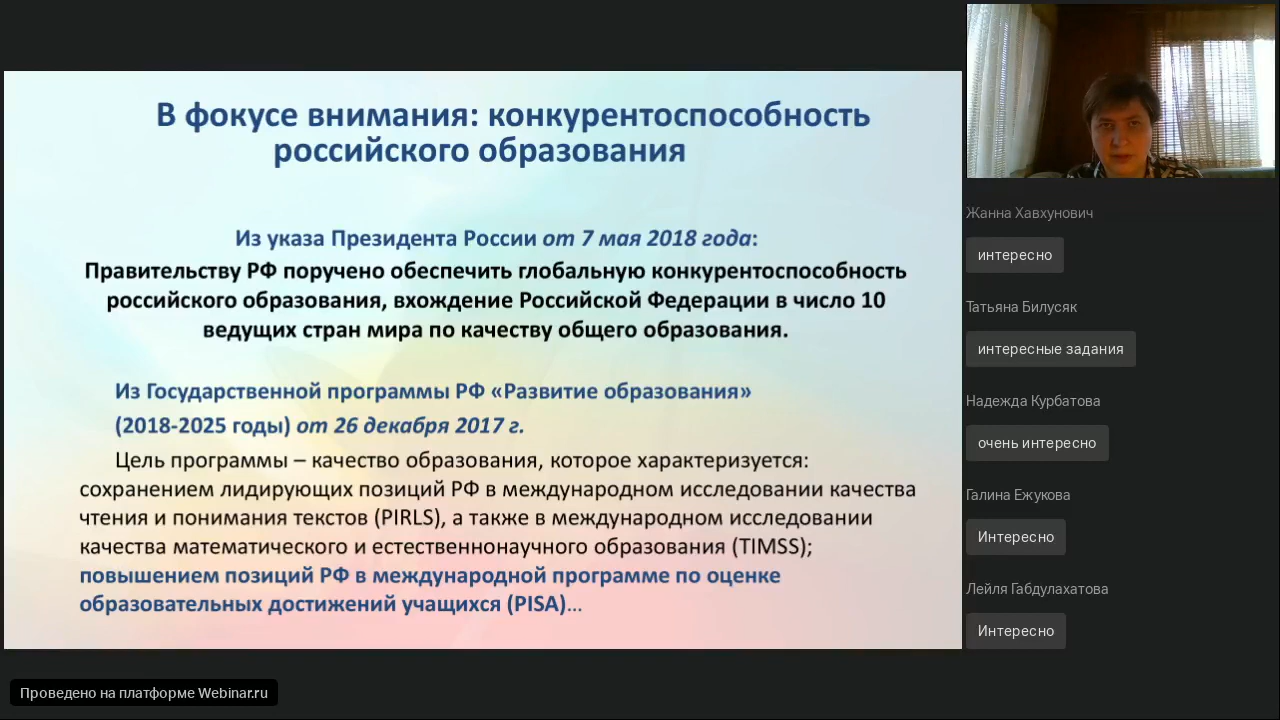 В фокусе внимания: конкурентоспособность
российского образования
Из указа Президента России от 7 мая 2018 года:
Правительству РФ поручено обеспечить глобальную конкурентоспособность
российского образования, вхождение Российской Федерации в число 10
ведущих стран мира по качеству общего образования.
Из Государственной программы РФ «Развитие образования»
(2018-2025 годы) от 26 декабря 2017 г.
Цель программы – качество образования, которое характеризуется:
сохранением лидирующих позиций РФ в международном исследовании качества
чтения и понимания текстов (PIRLS), а также в международном исследовании
качества математического и естественнонаучного образования (TIMSS);
повышением позиций РФ в международной программе по оценке
образовательных достижений учащихся (PISA)...
Жанна Хавхунович
интересно
Татьяна Билусяк
интересные задания
Надежда Курбатова
очень интересно
Галина Ежукова
Интересно
Лейля Габдулахатова
Интересно
Проведено на платформе Webinar.ru